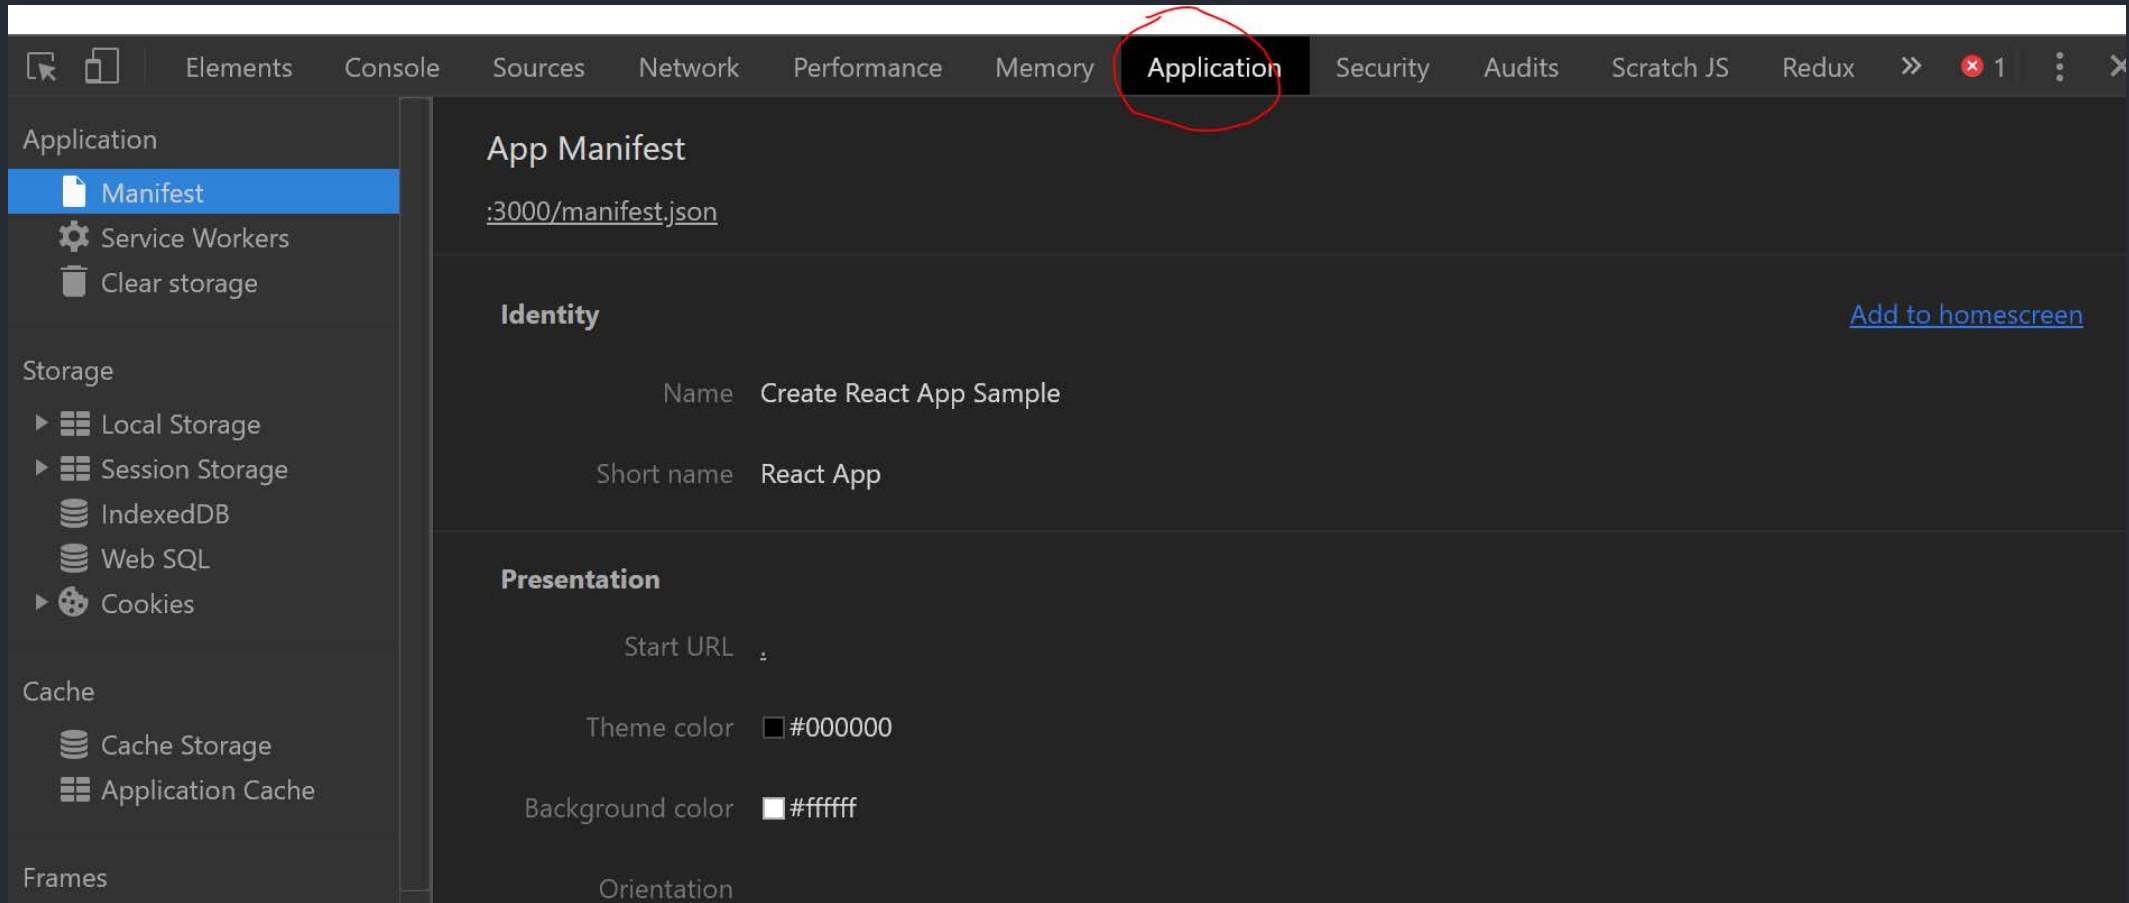 Elements Console Sources Network Performance Memory Application Security Audits Scratch JS Redux » 1
Application
Manifest
Service Workers
Clear storage
Storage
Local Storage
Session Storage
IndexedDB
Web SQL
Cookies
Cache
Cache Storage
Application Cache
Frames
App Manifest
:3000/manifest.json
Identity Add to homescreen
Name Create React App Sample
Short name React App
Presentation
Start URL .
Theme color #000000
Background color #ffffff
Orientation